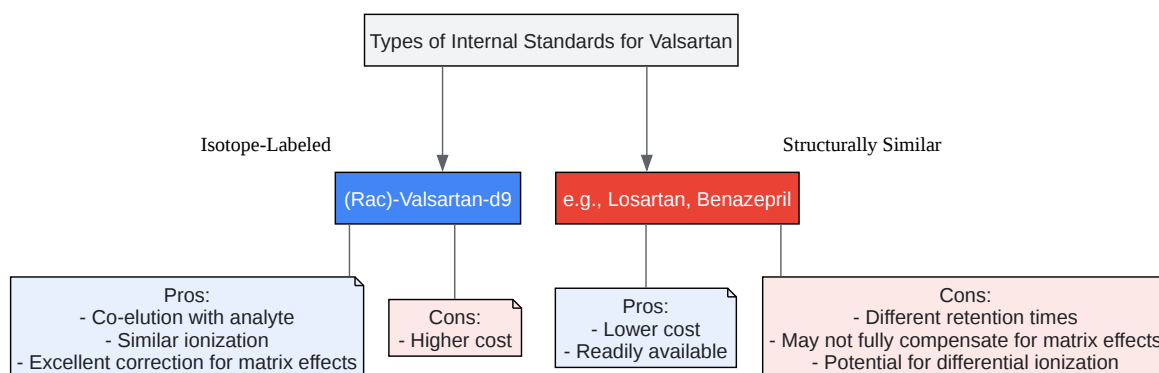 Types of Internal Standards for Valsartan
Isotope-Labeled
Structurally Similar
(Rac)-Valsartan-d9
e.g., Losartan, Benazepril
Pros:
- Co-elution with analyte
- Similar ionization
- Excellent correction for matrix effects
Cons:
- Higher cost
Pros:
- Lower cost
- Readily available
Cons:
- Different retention times
- May not fully compensate for matrix effects
- Potential for differential ionization